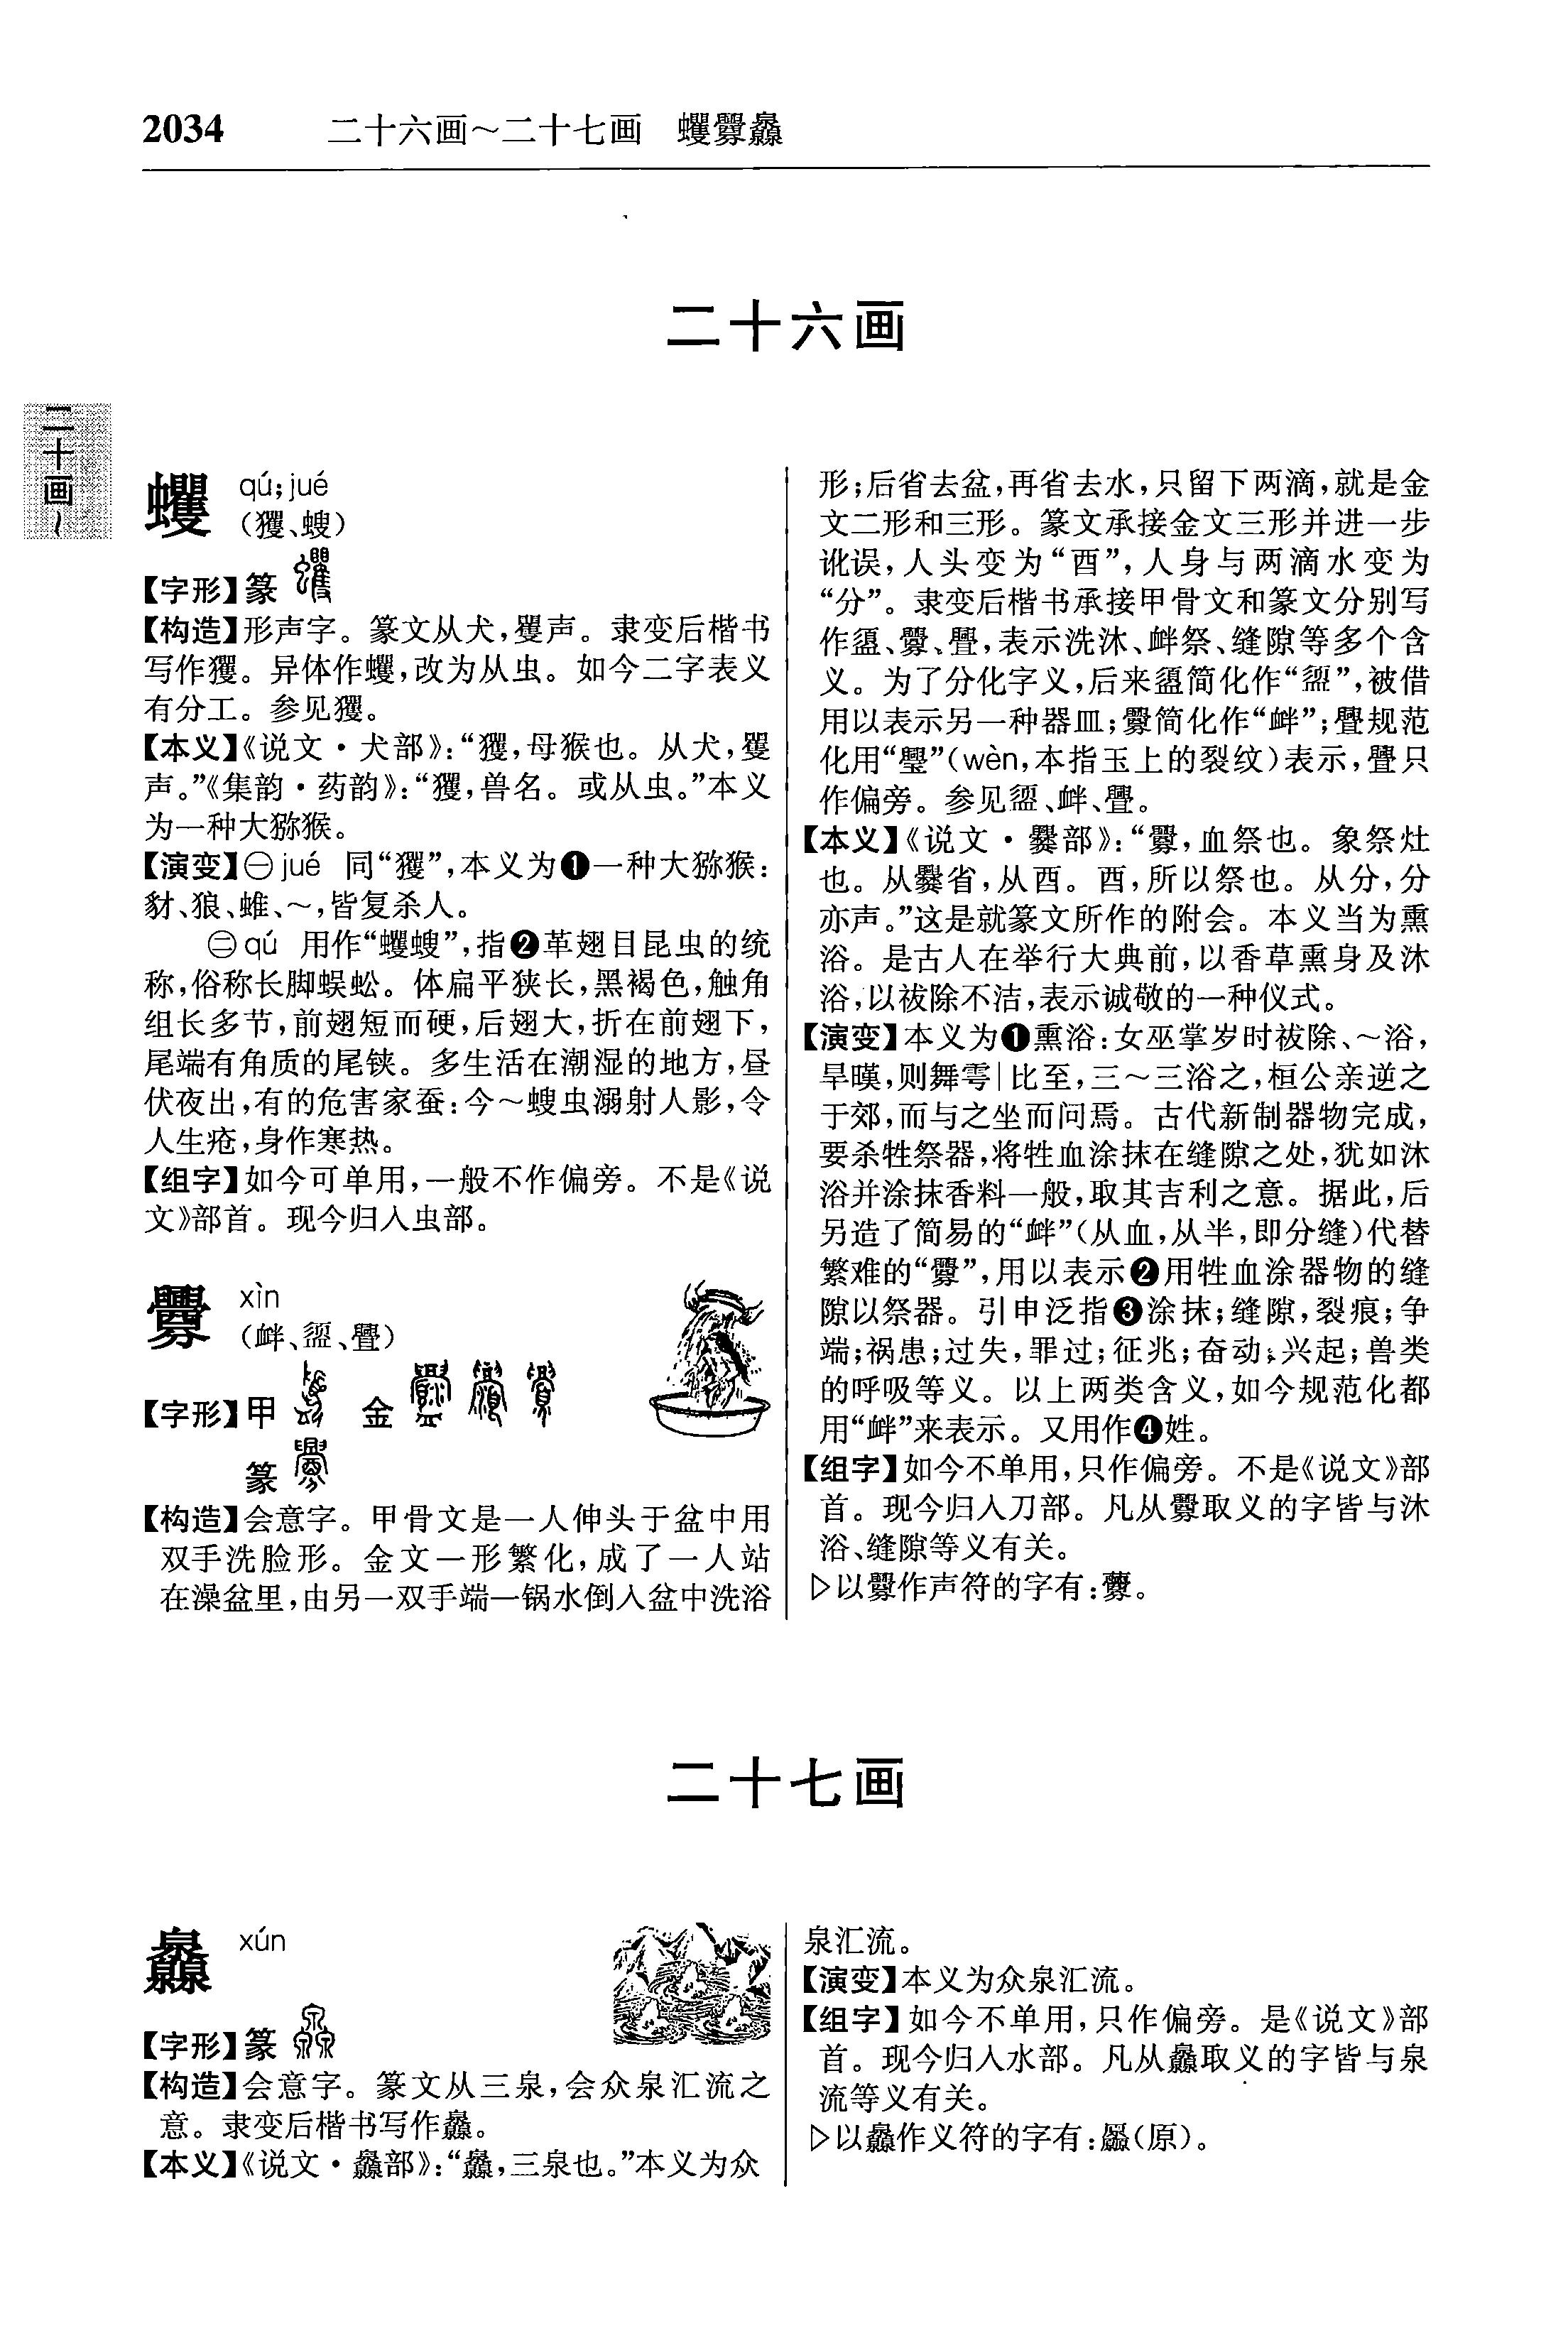 2034 二十六画～二十七画 蠼釁灥
二十六画
二十画～
蠼 qú;jué
(玃、螋)
【字形】篆
【构造】形声字。篆文从犬,矍声。隶变后楷书
写作玃。异体作蠼,改为从虫。如今二字表义
有分工。参见玃。
【本义】《说文·犬部》:“玃,母猴也。从犬,矍
声。”《集韵·药韵》:“玃,兽名。或从虫。”本义
为一种大猕猴。
【演变】㊀jué 同“玃”,本义为❶一种大猕猴:
豺、狼、蜼、～,皆复杀人。
㊁qú 用作“蠼螋”,指❷革翅目昆虫的统
称,俗称长脚蜈蚣。体扁平狭长,黑褐色,触角
组长多节,前翅短而硬,后翅大,折在前翅下,
尾端有角质的尾铗。多生活在潮湿的地方,昼
伏夜出,有的危害家蚕:今～螋虫溺射人影,令
人生疮,身作寒热。
【组字】如今可单用,一般不作偏旁。不是《说
文》部首。现今归入虫部。
釁 xìn
(衅、𥁕、亹)
【字形】甲 金
篆
【构造】会意字。甲骨文是一人伸头于盆中用
双手洗脸形。金文一形繁化,成了一人站
在澡盆里,由另一双手端一锅水倒入盆中洗浴
形;后省去盆,再省去水,只留下两滴,就是金
文二形和三形。篆文承接金文三形并进一步
讹误,人头变为“酉”,人身与两滴水变为
“分”。隶变后楷书承接甲骨文和篆文分别写
作、釁、,表示洗沐、衅祭、缝隙等多个含
义。为了分化字义,后来简化作“”,被借
用以表示另一种器皿;釁简化作“衅”;规范
化用“璺”(wèn,本指玉上的裂纹)表示,只
作偏旁。参见、衅、。
【本义】《说文·爨部》:“釁,血祭也。象祭灶
也。从爨省,从酉。酉,所以祭也。从分,分
亦声。”这是就篆文所作的附会。本义当为熏
浴。是古人在举行大典前,以香草熏身及沐
浴,以祓除不洁,表示诚敬的一种仪式。
【演变】本义为❶熏浴:女巫掌岁时祓除、～浴,
旱暵,则舞雩|比至,三～三浴之,桓公亲逆之
于郊,而与之坐而问焉。古代新制器物完成,
要杀牲祭器,将牲血涂抹在缝隙之处,犹如沐
浴并涂抹香料一般,取其吉利之意。据此,后
另造了简易的“衅”(从血,从半,即分缝)代替
繁难的“釁”,用以表示❷用牲血涂器物的缝
隙以祭器。引申泛指❸涂抹;缝隙,裂痕;争
端;祸患;过失,罪过;征兆;奋动;兴起;兽类
的呼吸等义。以上两类含义,如今规范化都
用“衅”来表示。又用作❹姓。
【组字】如今不单用,只作偏旁。不是《说文》部
首。现今归入刀部。凡从釁取义的字皆与沐
浴、缝隙等义有关。
▷以釁作声符的字有:。
二十七画
灥 xún
【字形】篆
【构造】会意字。篆文从三泉,会众泉汇流之
意。隶变后楷书写作灥。
【本义】《说文·灥部》:“灥,三泉也。”本义为众
泉汇流。
【演变】本义为众泉汇流。
【组字】如今不单用,只作偏旁。是《说文》部
首。现今归入水部。凡从灥取义的字皆与泉
流等义有关。
▷以灥作义符的字有:厵(原)。